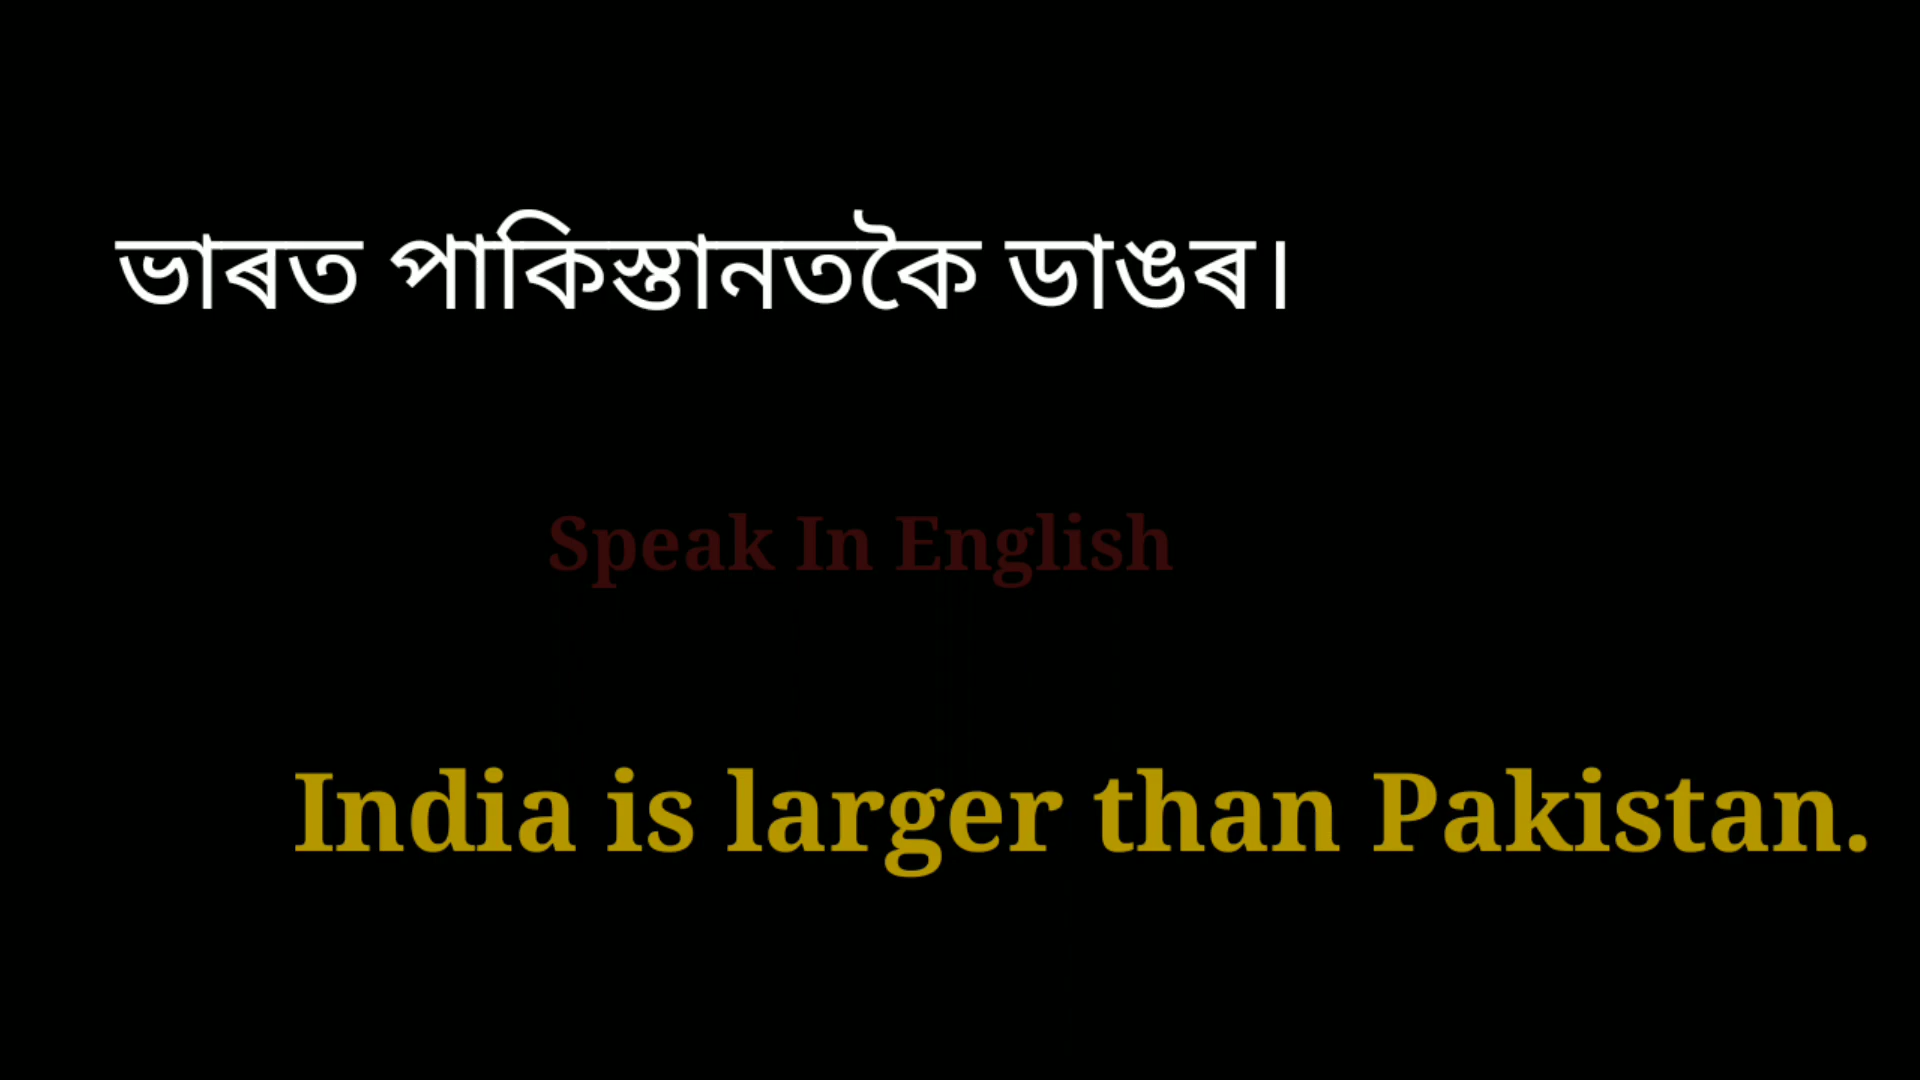 ভাৰত পাকিস্তানতকৈ ডাঙৰ।
Speak In English
India is larger than Pakistan.